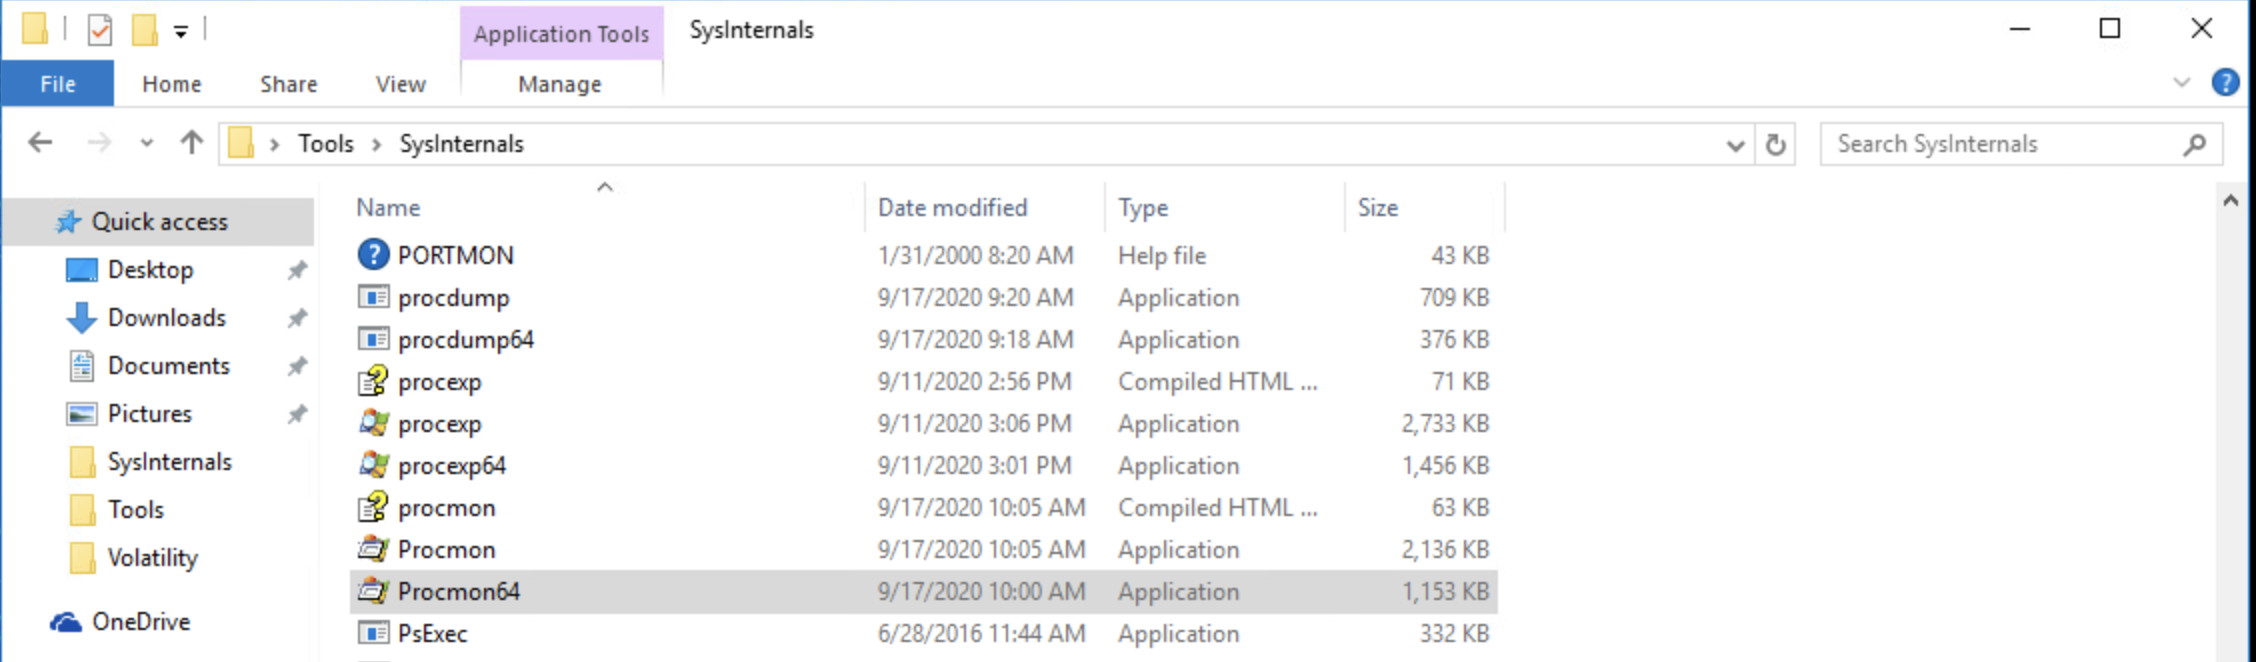 Application Tools SysInternals
File Home Share View Manage
Tools SysInternals Search SysInternals
Name Date modified Type Size
Quick access
Desktop
Downloads
Documents
Pictures
SysInternals
Tools
Volatility
OneDrive
PORTMON 1/31/2000 8:20 AM Help file 43 KB
procdump 9/17/2020 9:20 AM Application 709 KB
procdump64 9/17/2020 9:18 AM Application 376 KB
procexp 9/11/2020 2:56 PM Compiled HTML ... 71 KB
procexp 9/11/2020 3:06 PM Application 2,733 KB
procexp64 9/11/2020 3:01 PM Application 1,456 KB
procmon 9/17/2020 10:05 AM Compiled HTML ... 63 KB
Procmon 9/17/2020 10:05 AM Application 2,136 KB
Procmon64 9/17/2020 10:00 AM Application 1,153 KB
PsExec 6/28/2016 11:44 AM Application 332 KB